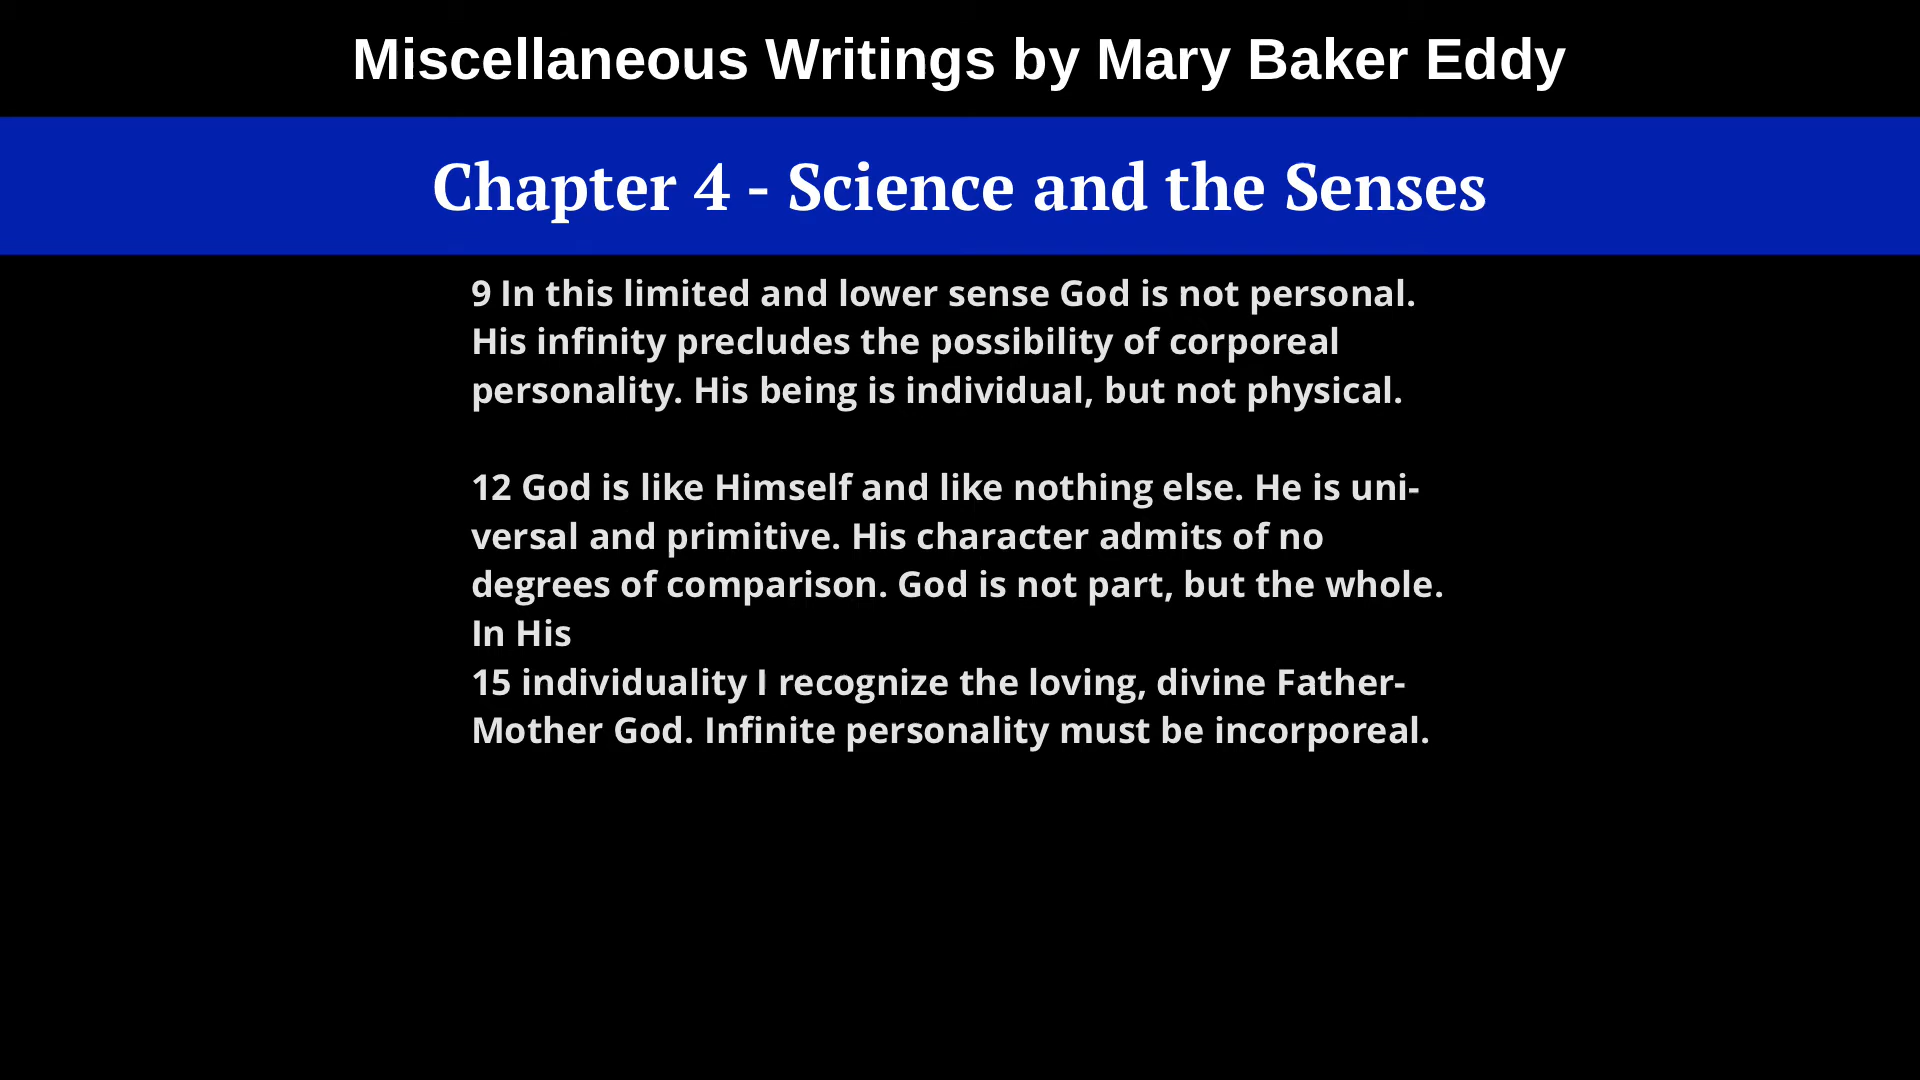 Miscellaneous Writings by Mary Baker Eddy
Chapter 4 - Science and the Senses
9 In this limited and lower sense God is not personal.
His infinity precludes the possibility of corporeal
personality. His being is individual, but not physical.
12 God is like Himself and like nothing else. He is uni-
versal and primitive. His character admits of no
degrees of comparison. God is not part, but the whole.
In His
15 individuality I recognize the loving, divine Father-
Mother God. Infinite personality must be incorporeal.